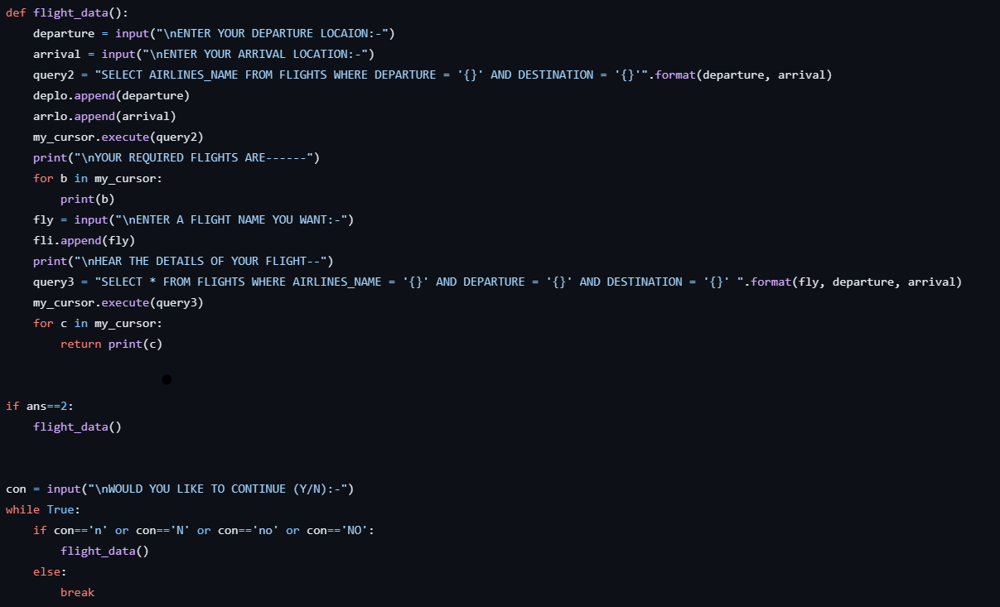 def flight_data():
    departure = input("\nENTER YOUR DEPARTURE LOCAION:-")
    arrival = input("\nENTER YOUR ARRIVAL LOCATION:-")
    query2 = "SELECT AIRLINES_NAME FROM FLIGHTS WHERE DEPARTURE = '{}' AND DESTINATION = '{}'".format(departure, arrival)
    deplo.append(departure)
    arrlo.append(arrival)
    my_cursor.execute(query2)
    print("\nYOUR REQUIRED FLIGHTS ARE------")
    for b in my_cursor:
        print(b)
    fly = input("\nENTER A FLIGHT NAME YOU WANT:-")
    fli.append(fly)
    print("\nHEAR THE DETAILS OF YOUR FLIGHT--")
    query3 = "SELECT * FROM FLIGHTS WHERE AIRLINES_NAME = '{}' AND DEPARTURE = '{}' AND DESTINATION = '{}' ".format(fly, departure, arrival)
    my_cursor.execute(query3)
    for c in my_cursor:
        return print(c)
if ans==2:
    flight_data()
con = input("\nWOULD YOU LIKE TO CONTINUE (Y/N):-")
while True:
    if con=='n' or con=='N' or con=='no' or con=='NO':
        flight_data()
    else:
        break